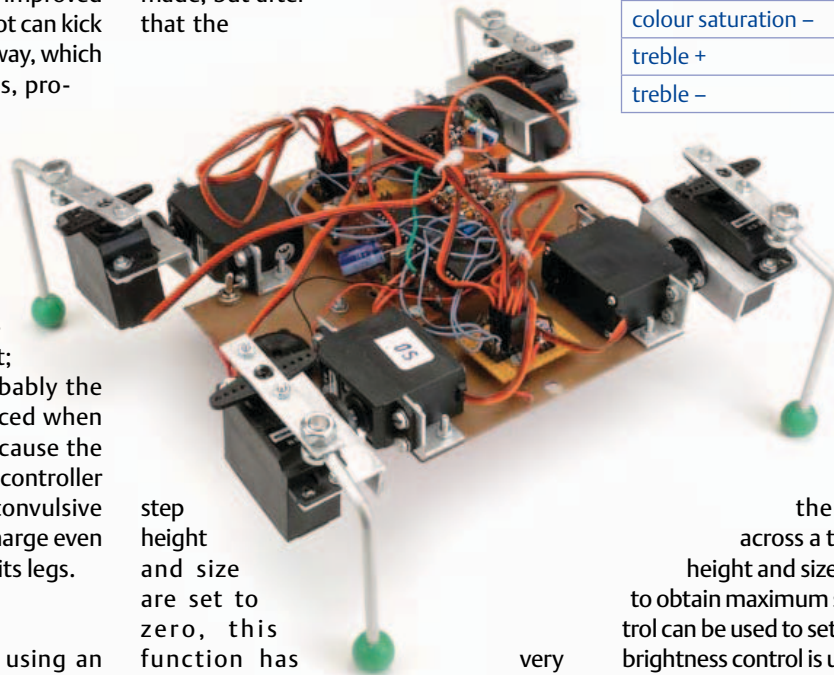 improved
ot can kick
way, which
s, pro-
t;
bably the
ced when
cause the
controller
convulsive
harge even
its legs.
using an
made, but after
that the
step
height
and size
are set to
zero, this
function has
very
colour saturation –
treble +
treble –
the
across a t
height and size
to obtain maximum s
trol can be used to set
brightness control is u